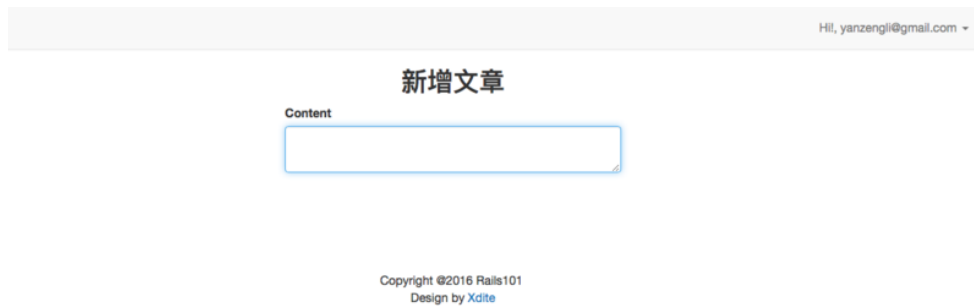 Hi!, yanzengli@gmail.com
新增文章
Content
Copyright @2016 Rails101
Design by Xdite